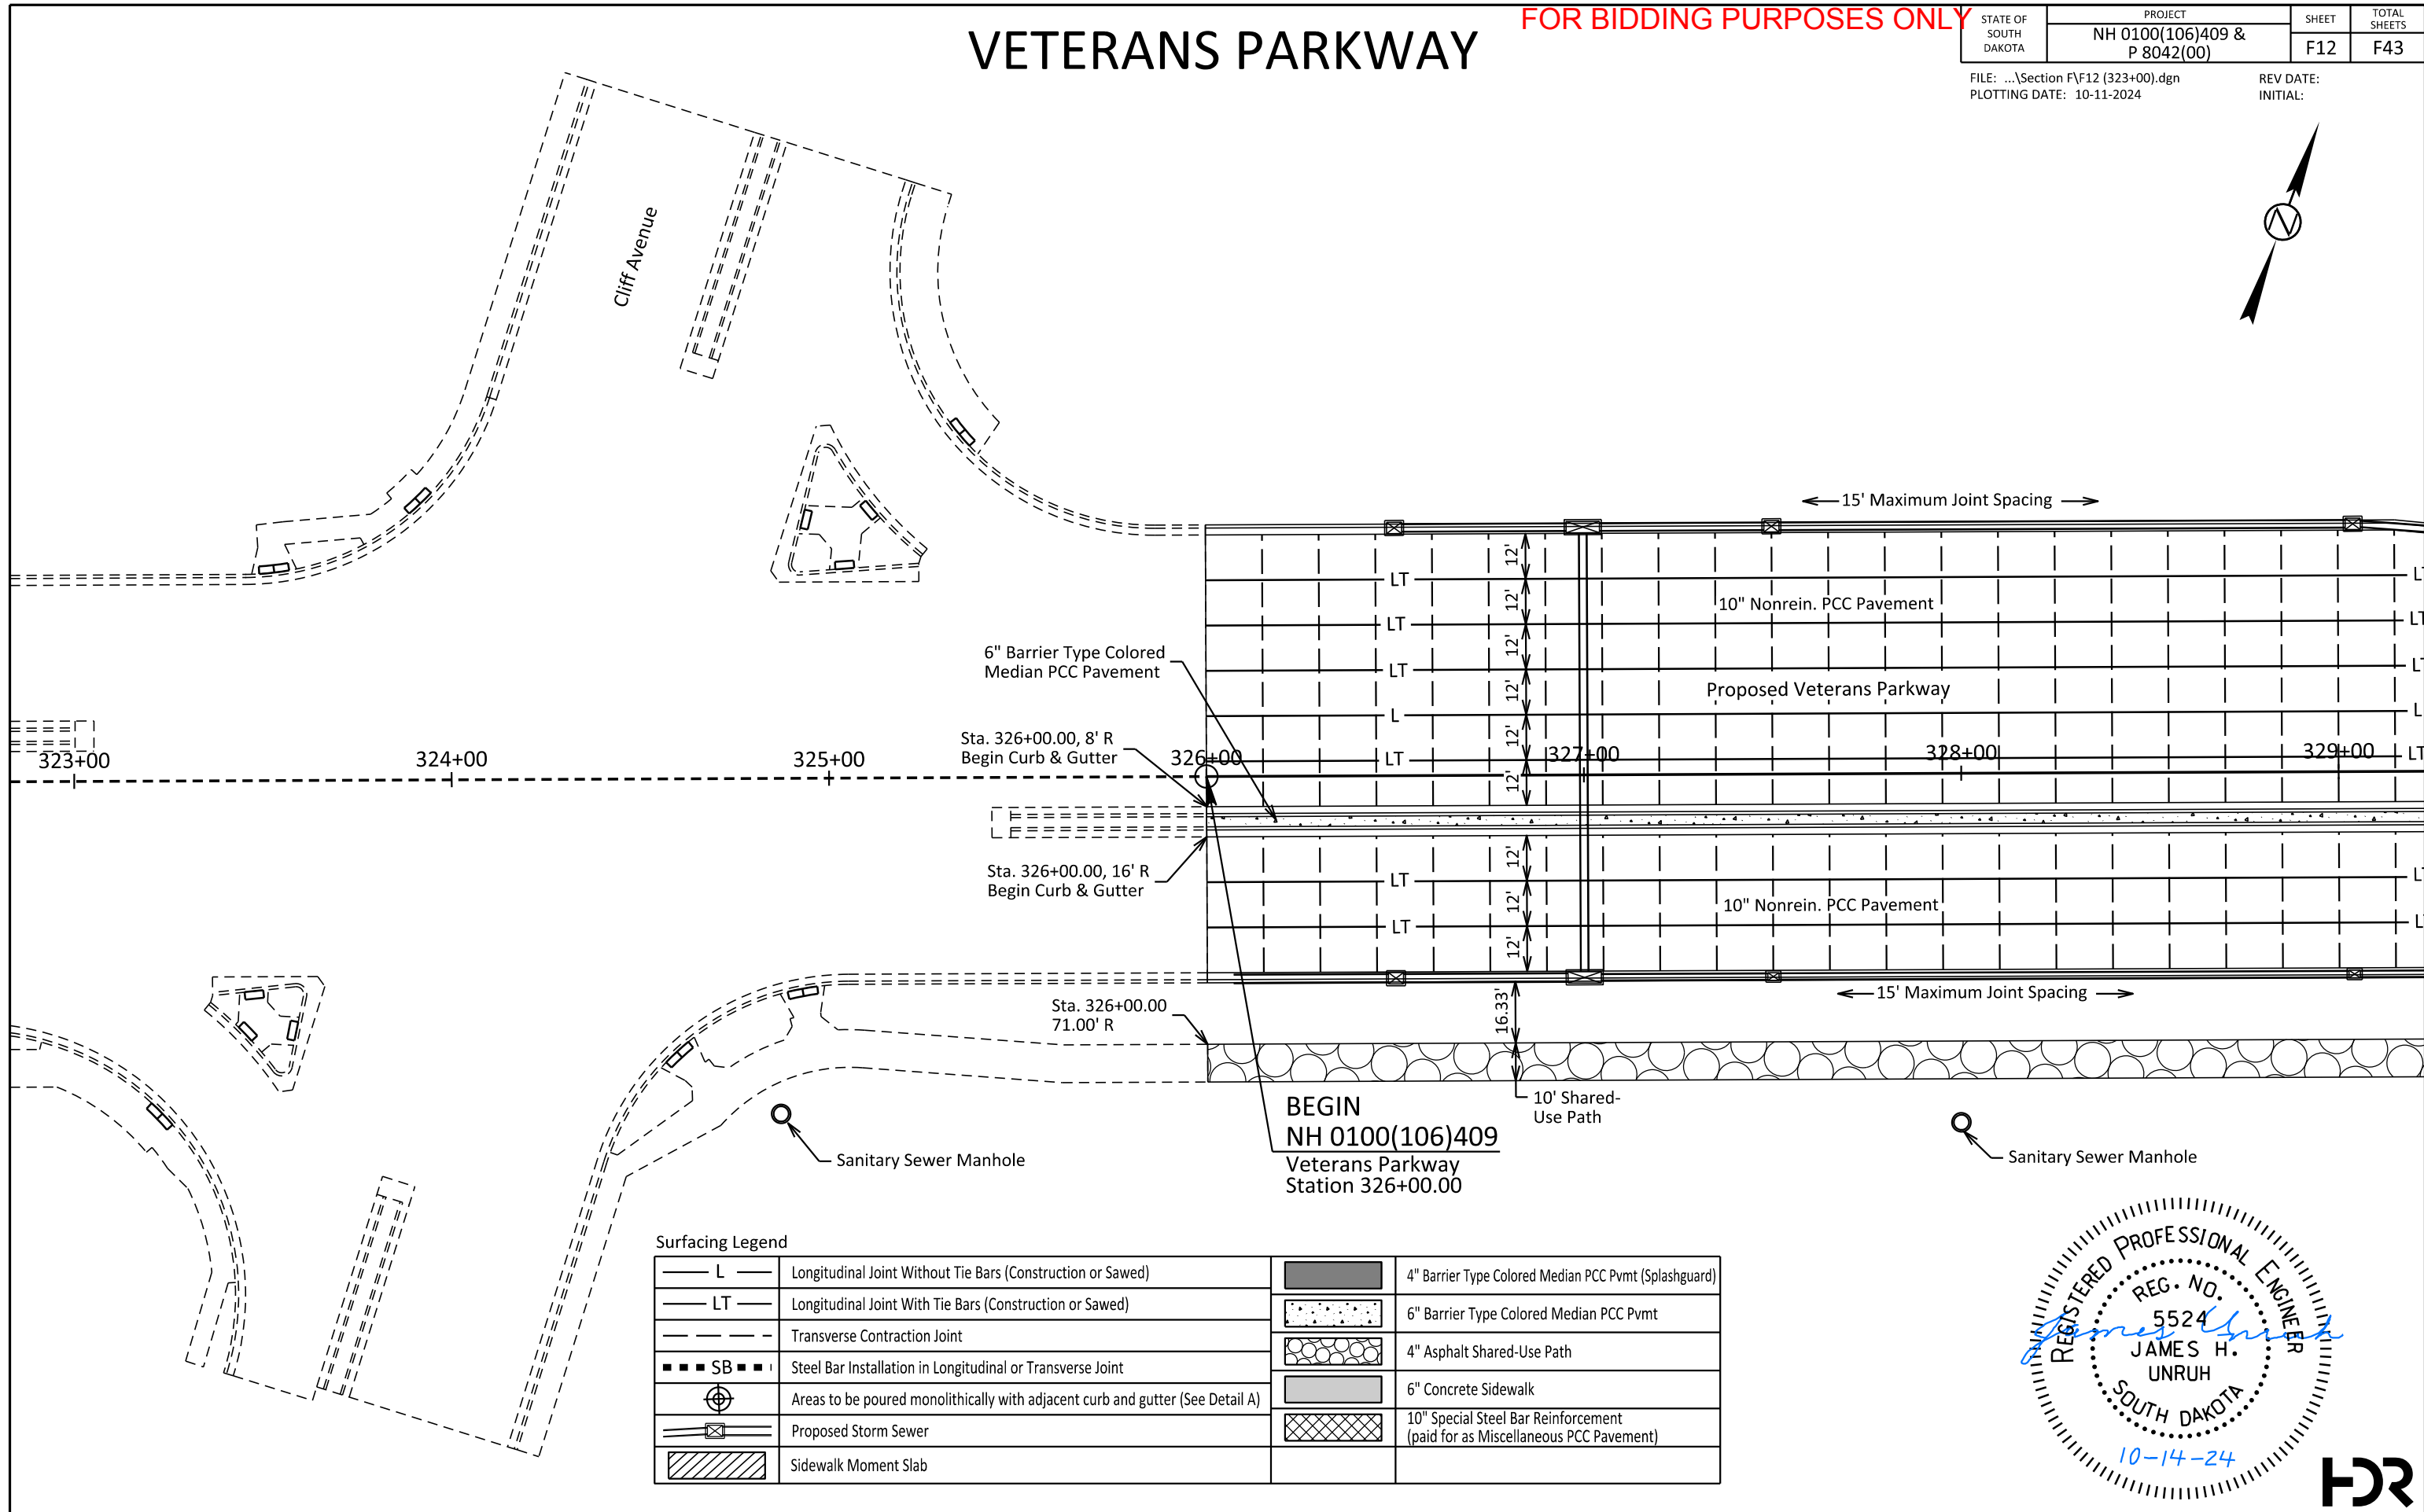 VETERANS PARKWAY
FOR BIDDING PURPOSES ONLY
STATE OF
SOUTH
DAKOTA
PROJECT
NH 0100(106)409 &
P 8042(00)
SHEET
F12
TOTAL
SHEETS
F43
FILE: ...\Section F\F12 (323+00).dgn
REV DATE:
PLOTTING DATE: 10-11-2024
INITIAL:
N
Cliff Avenue
15' Maximum Joint Spacing
12'
LT
LT
12'
10" Nonrein. PCC Pavement
LT
LT
12'
6" Barrier Type Colored
Median PCC Pavement
LT
LT
12'
Proposed Veterans Parkway
L
L
12'
Sta. 326+00.00, 8' R
Begin Curb & Gutter
LT
LT
323+00
324+00
325+00
326+00
327+00
328+00
329+00
12'
12'
Sta. 326+00.00, 16' R
Begin Curb & Gutter
LT
LT
12'
10" Nonrein. PCC Pavement
LT
L
12'
15' Maximum Joint Spacing
Sta. 326+00.00
71.00' R
16.33'
10' Shared-
Use Path
BEGIN
NH 0100(106)409
Veterans Parkway
Station 326+00.00
Sanitary Sewer Manhole
Sanitary Sewer Manhole
Surfacing Legend
L
Longitudinal Joint Without Tie Bars (Construction or Sawed)
LT
Longitudinal Joint With Tie Bars (Construction or Sawed)
Transverse Contraction Joint
SB
Steel Bar Installation in Longitudinal or Transverse Joint
Areas to be poured monolithically with adjacent curb and gutter (See Detail A)
Proposed Storm Sewer
Sidewalk Moment Slab
4" Barrier Type Colored Median PCC Pvmt (Splashguard)
6" Barrier Type Colored Median PCC Pvmt
4" Asphalt Shared-Use Path
6" Concrete Sidewalk
10" Special Steel Bar Reinforcement
(paid for as Miscellaneous PCC Pavement)
REGISTERED PROFESSIONAL ENGINEER
REG. NO.
5524
James Unruh
JAMES H.
UNRUH
SOUTH DAKOTA
10-14-24
HDR